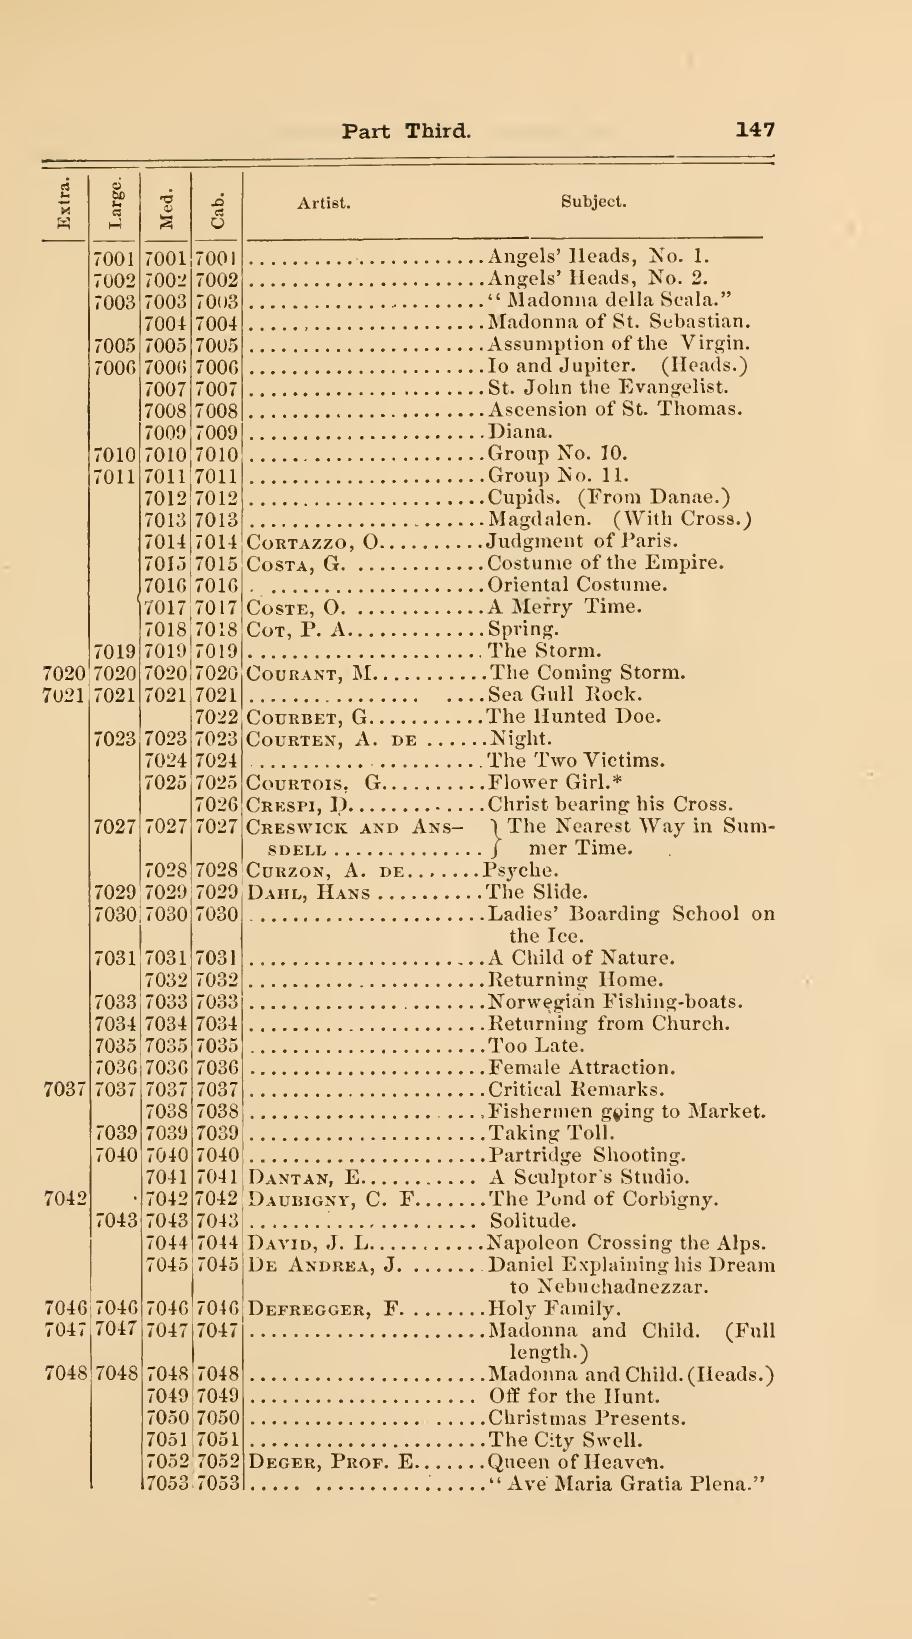 Part Third. 147
Extra. Large. Med. Cab. Artist. Subject.
7001 7001 7001 ...................... Angels' Heads, No. 1.
7002 7002 7002 ...................... Angels' Heads, No. 2.
7003 7003 7003 ...................... "Madonna della Scala."
7004 7004 ...................... Madonna of St. Sebastian.
7005 7005 7005 ...................... Assumption of the Virgin.
7006 7006 7006 ...................... Io and Jupiter. (Heads.)
7007 7007 ...................... St. John the Evangelist.
7008 7008 ...................... Ascension of St. Thomas.
7009 7009 ...................... Diana.
7010 7010 7010 ...................... Group No. 10.
7011 7011 7011 ...................... Group No. 11.
7012 7012 ...................... Cupids. (From Danae.)
7013 7013 ...................... Magdalen. (With Cross.)
7014 7014 CORTAZZO, O.......... Judgment of Paris.
7015 7015 COSTA, G. ............ Costume of the Empire.
7016 7016 ...................... Oriental Costume.
7017 7017 COSTE, O. ............ A Merry Time.
7018 7018 COT, P. A............. Spring.
7019 7019 7019 ...................... The Storm.
7020 7020 7020 7020 COURANT, M........... The Coming Storm.
7021 7021 7021 7021 ...................... Sea Gull Rock.
7022 COURBET, G........... The Hunted Doe.
7023 7023 7023 COURTEN, A. DE ...... Night.
7024 7024 ...................... The Two Victims.
7025 7025 COURTOIS, G.......... Flower Girl.*
7026 CRESPI, D............. Christ bearing his Cross.
7027 7027 7027 CRESWICK AND ANS- } The Nearest Way in Sum-
SDELL .............. } mer Time.
7028 7028 CURZON, A. DE....... Psyche.
7029 7029 7029 DAHL, HANS .......... The Slide.
7030 7030 7030 ...................... Ladies' Boarding School on
the Ice.
7031 7031 7031 ...................... A Child of Nature.
7032 7032 ...................... Returning Home.
7033 7033 7033 ...................... Norwegian Fishing-boats.
7034 7034 7034 ...................... Returning from Church.
7035 7035 7035 ...................... Too Late.
7036 7036 7036 ...................... Female Attraction.
7037 7037 7037 7037 ...................... Critical Remarks.
7038 7038 ...................... Fishermen going to Market.
7039 7039 7039 ...................... Taking Toll.
7040 7040 7040 ...................... Partridge Shooting.
7041 7041 DANTAN, E........... A Sculptor's Studio.
7042 7042 7042 DAUBIGNY, C. F....... The Pond of Corbigny.
7043 7043 7043 ...................... Solitude.
7044 7044 DAVID, J. L........... Napoleon Crossing the Alps.
7045 7045 DE ANDREA, J. ....... Daniel Explaining his Dream
to Nebuchadnezzar.
7046 7046 7046 7046 DEFREGGER, F. ........ Holy Family.
7047 7047 7047 7047 ...................... Madonna and Child. (Full
length.)
7048 7048 7048 7048 ...................... Madonna and Child. (Heads.)
7049 7049 ...................... Off for the Hunt.
7050 7050 ...................... Christmas Presents.
7051 7051 ...................... The City Swell.
7052 7052 DEGER, PROF. E....... Queen of Heaven.
7053 7053 ...................... "Ave Maria Gratia Plena."